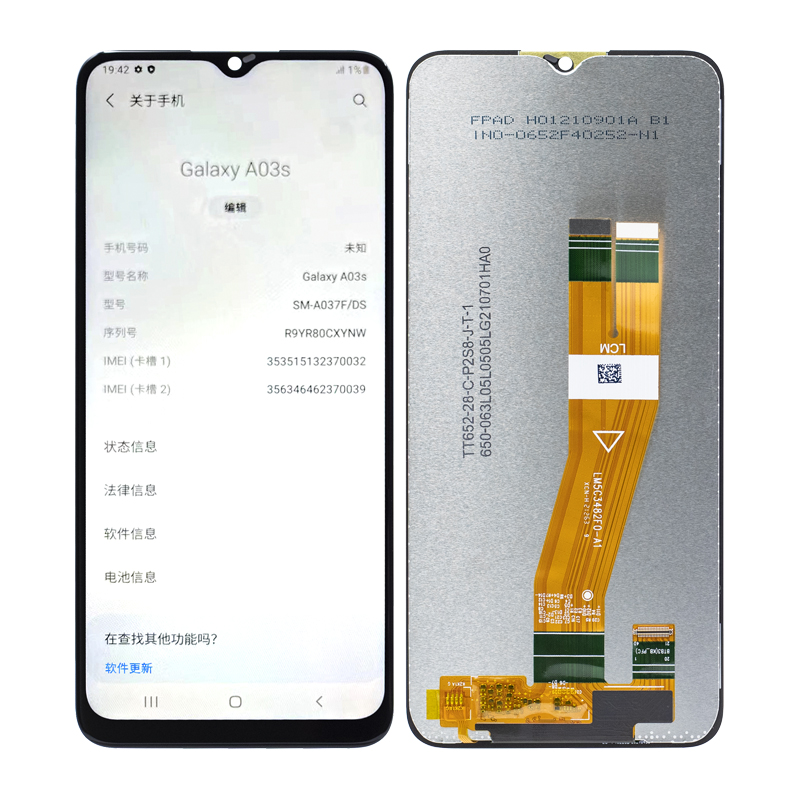 19:42
1%
关于手机
Galaxy A03s
编辑
手机号码 未知
型号名称 Galaxy A03s
型号 SM-A037F/DS
序列号 R9YR80CXYNW
IMEI (卡槽 1) 353515132370032
IMEI (卡槽 2) 356346462370039
状态信息
法律信息
软件信息
电池信息
在查找其他功能吗?
软件更新
FPAD H01210901A B1
INO-0652F40252-N1
TT652-28-C-P2S8-J-T-1
650-063L05L0505LG210701HA0
LCM
LM5C3482F0-A1